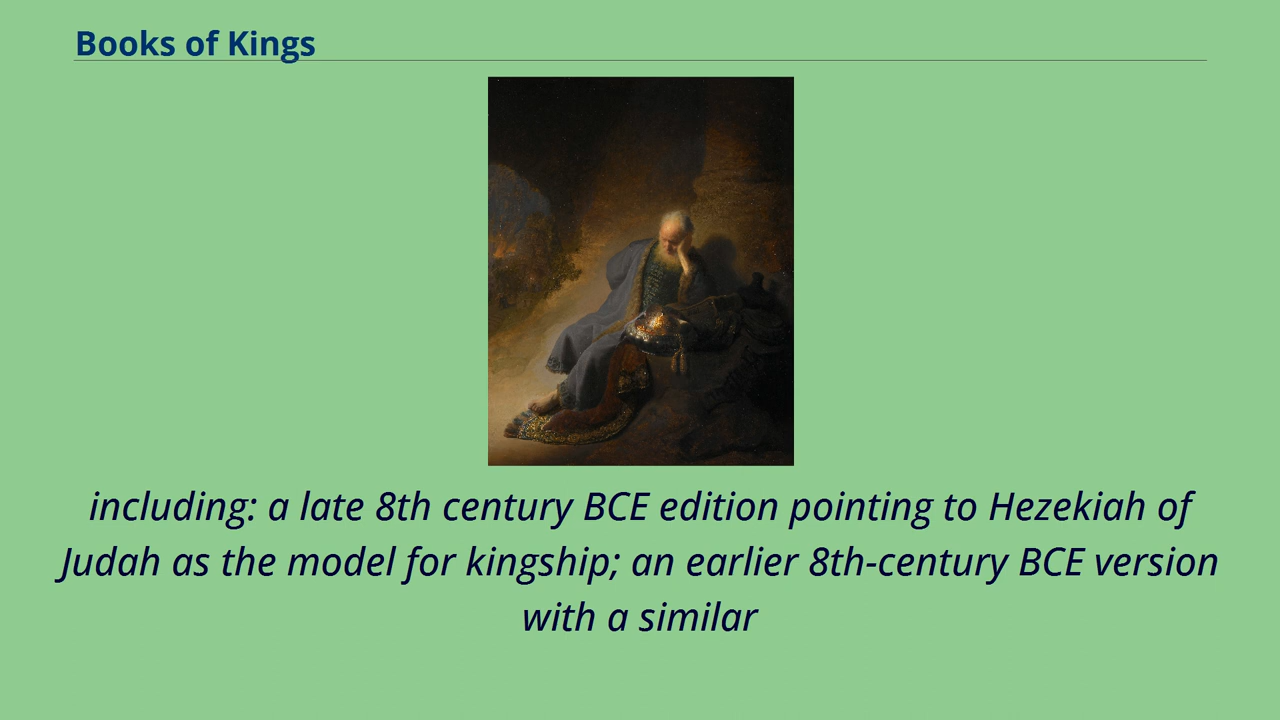 Books of Kings
including: a late 8th century BCE edition pointing to Hezekiah of
Judah as the model for kingship; an earlier 8th-century BCE version
with a similar